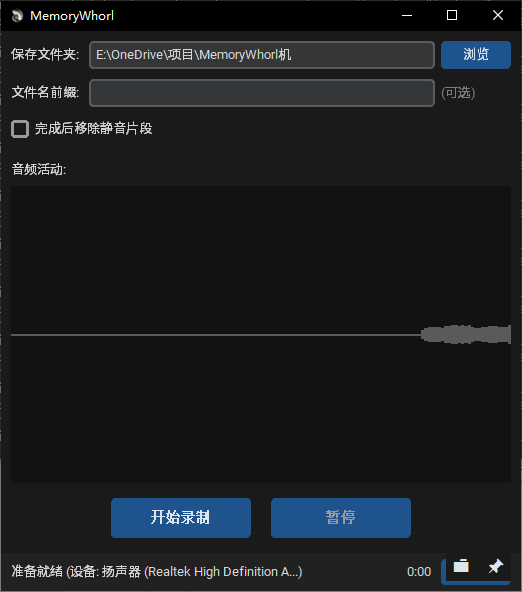 MemoryWhorl
保存文件夹: E:\OneDrive\项目\MemoryWhorl机 浏览
文件名前缀: (可选)
完成后移除静音片段
音频活动:
开始录制 暂停
准备就绪 (设备: 扬声器 (Realtek High Definition A...) 0:00